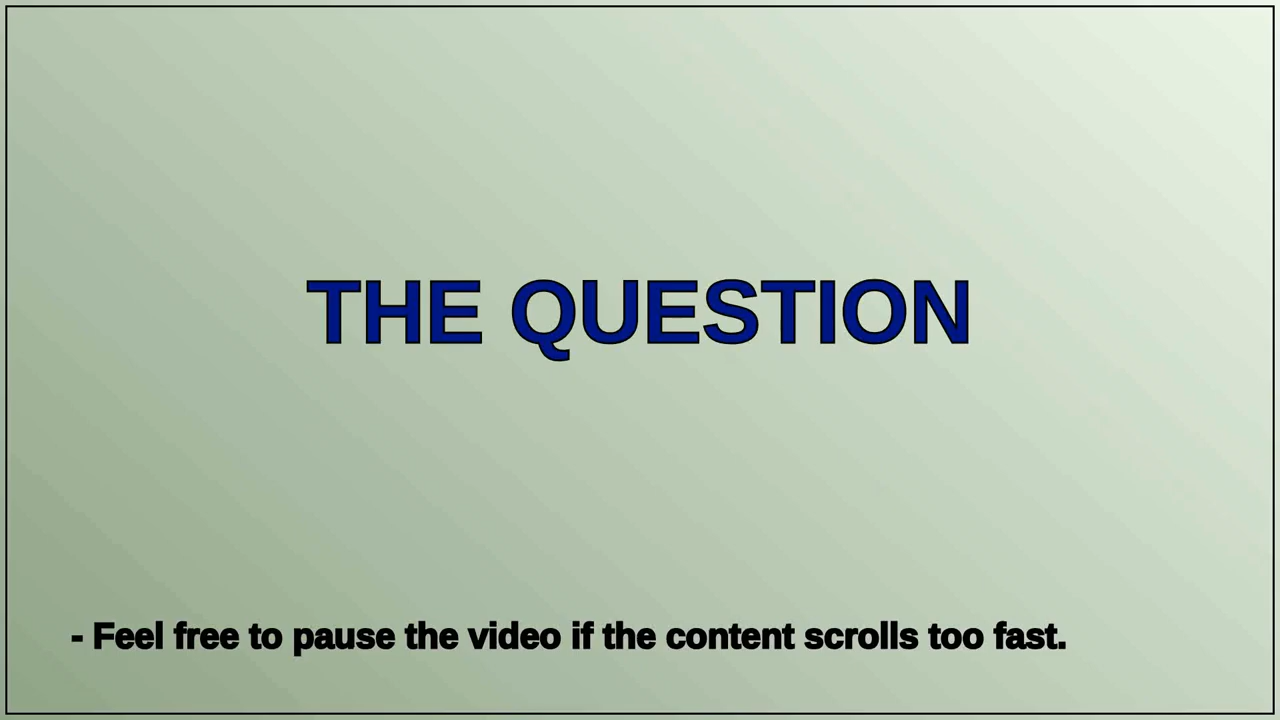 THE QUESTION
- Feel free to pause the video if the content scrolls too fast.